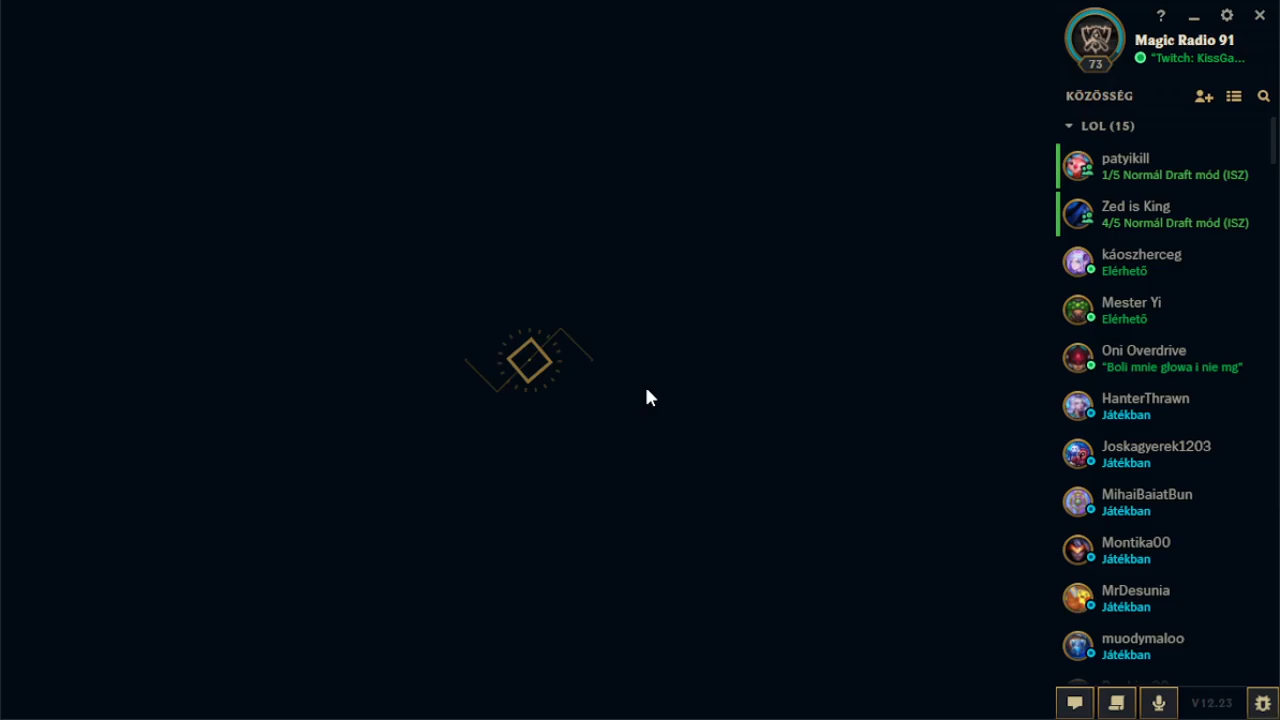 ?
Magic Radio 91
73
"Twitch: KissGa...
KÖZÖSSÉG
LOL (15)
patyikill
1/5 Normál Draft mód (ISZ)
Zed is King
4/5 Normál Draft mód (ISZ)
káoszherceg
Elérhető
Mester Yi
Elérhető
Oni Overdrive
"Boli mnie głowa i nie mg"
HanterThrawn
Játékban
Joskagyerek1203
Játékban
MihaiBaiatBun
Játékban
Montika00
Játékban
MrDesunia
Játékban
muodymaloo
Játékban
V12.23